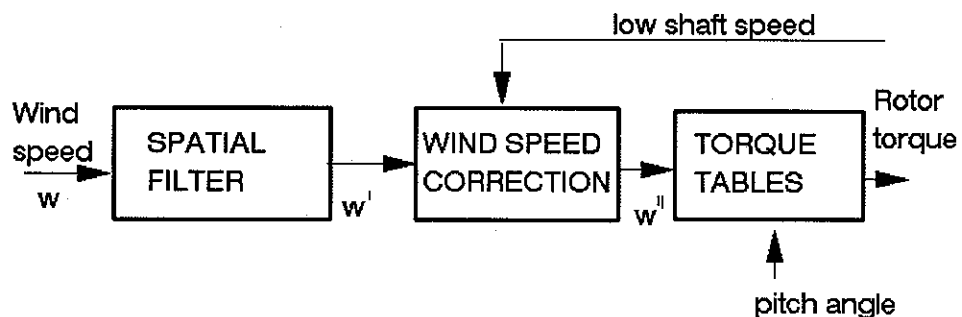 low shaft speed
Wind
speed
w
SPATIAL
FILTER
w'
WIND SPEED
CORRECTION
w"
TORQUE
TABLES
Rotor
torque
pitch angle